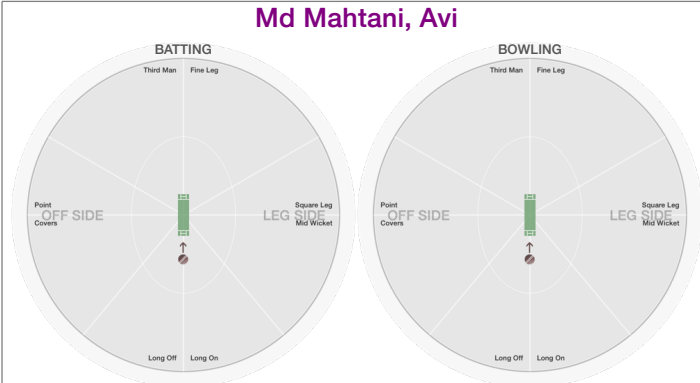 Md Mahtani, Avi
BATTING
Third Man Fine Leg
Point
OFF SIDE
Covers
Square Leg
LEG SIDE
Mid Wicket
Long Off Long On
BOWLING
Third Man Fine Leg
Point
OFF SIDE
Covers
Square Leg
LEG SIDE
Mid Wicket
Long Off Long On